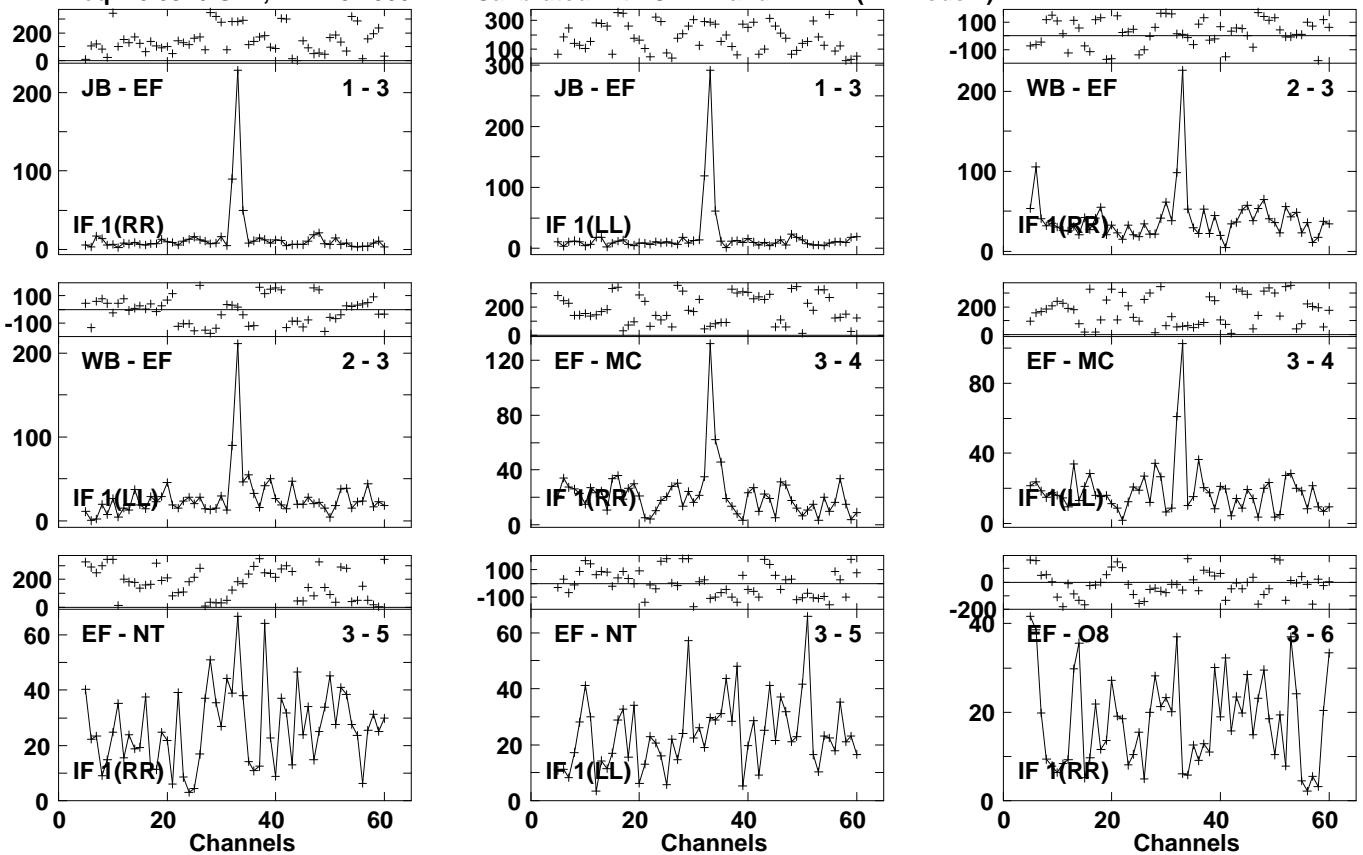 200
0
300
200
100
100
-100
JB - EF 1 - 3
200
100
0
IF 1(RR)
JB - EF 1 - 3
300
200
100
0
IF 1(LL)
WB - EF 2 - 3
200
100
0
IF 1(RR)
100
-100
200
0
200
0
WB - EF 2 - 3
200
100
0
IF 1(LL)
EF - MC 3 - 4
120
80
40
0
IF 1(RR)
EF - MC 3 - 4
80
40
0
IF 1(LL)
200
0
100
-100
0
-200
EF - NT 3 - 5
60
40
20
0
IF 1(RR)
EF - NT 3 - 5
60
40
20
0
IF 1(LL)
EF - O8 3 - 6
40
20
0
IF 1(RR)
0 20 40 60
0 20 40 60
0 20 40 60
Channels
Channels
Channels